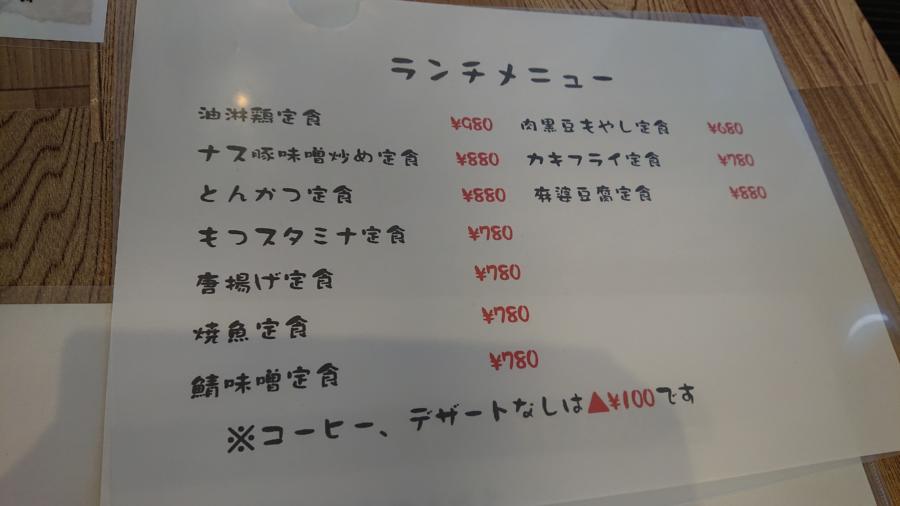 ランチメニュー
油淋鶏定食 ¥980
ナス豚味噌炒め定食 ¥880
とんかつ定食 ¥880
もつスタミナ定食 ¥780
唐揚げ定食 ¥780
焼魚定食 ¥780
鯖味噌定食 ¥780
肉黒豆もやし定食 ¥680
カキフライ定食 ¥780
麻婆豆腐定食 ¥880
※コーヒー、デザートなしは▲¥100です